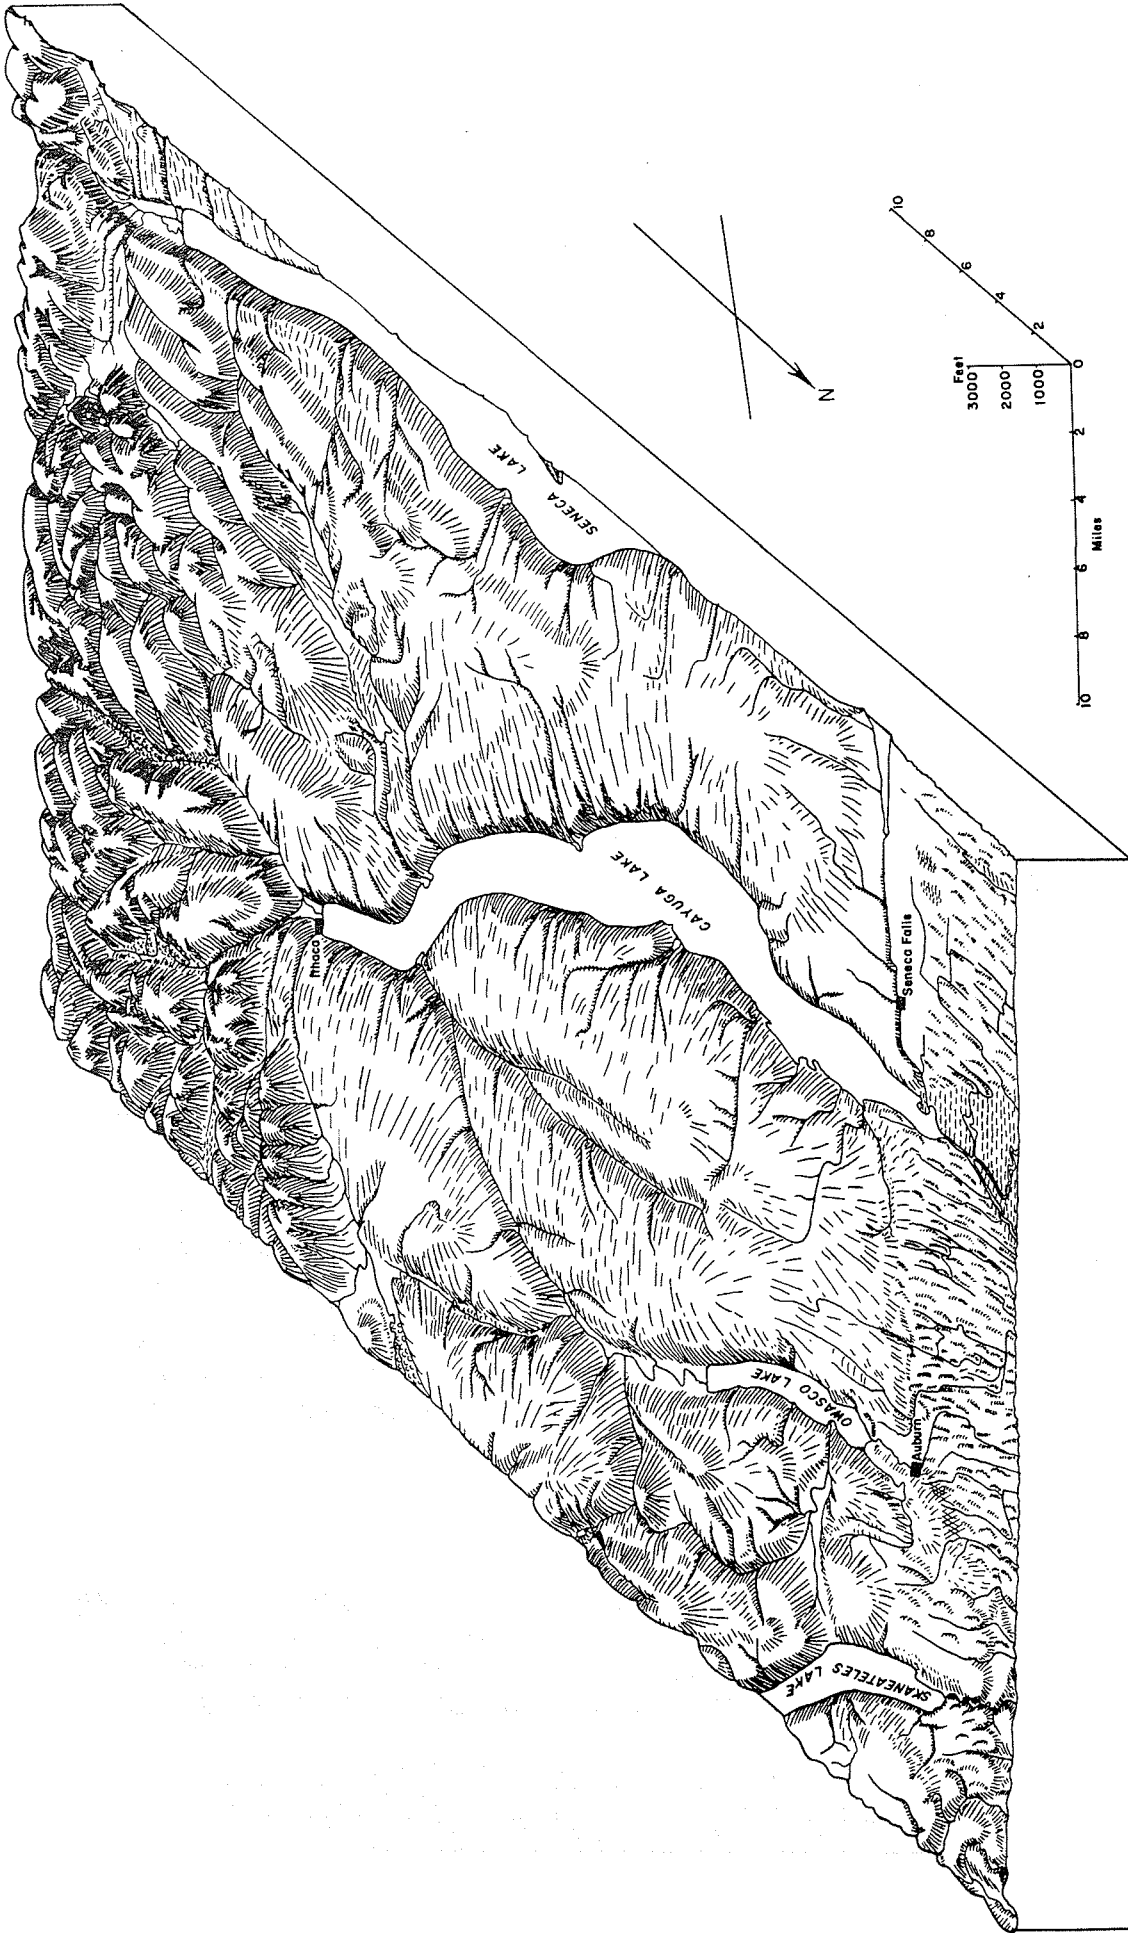 SENECA LAKE
CAYUGA LAKE
Ithaca
Seneca Falls
OWASCO LAKE
Auburn
SKANEATELES LAKE
N
Feet
3000
2000
1000
0
2
4
6
8
10
2
4
6
8
10
Miles